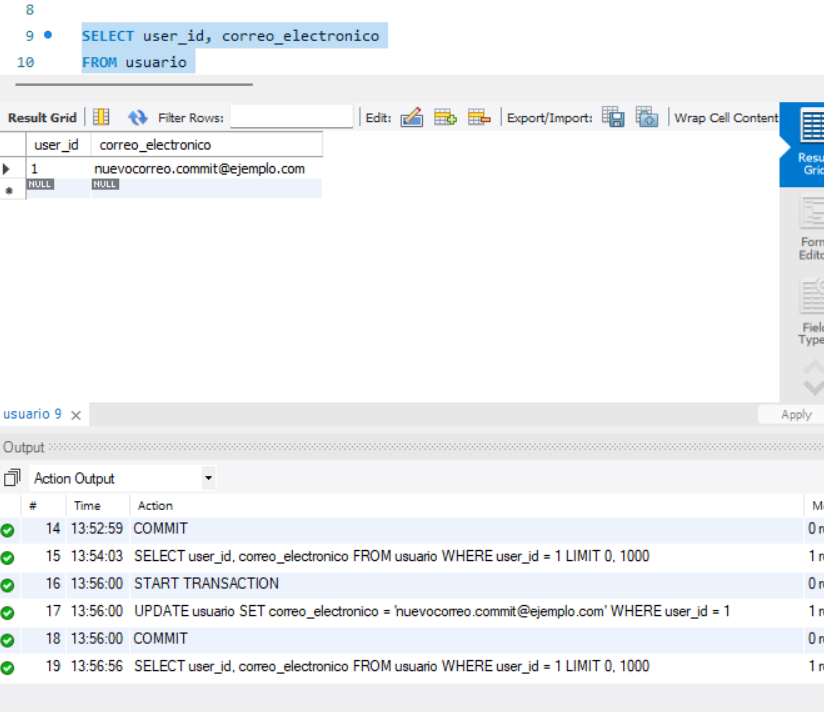 8
9 SELECT user_id, correo_electronico
10 FROM usuario
Result Grid Filter Rows: Edit: Export/Import: Wrap Cell Content
user_id correo_electronico
1 nuevocorreo.commit@ejemplo.com
NULL NULL
Grid
Form
Editor
Field
Types
usuario 9 Apply
Output
Action Output
# Time Action
14 13:52:59 COMMIT 0
15 13:54:03 SELECT user_id, correo_electronico FROM usuario WHERE user_id = 1 LIMIT 0, 1000 1
16 13:56:00 START TRANSACTION 0
17 13:56:00 UPDATE usuario SET correo_electronico = 'nuevocorreo.commit@ejemplo.com' WHERE user_id = 1 1
18 13:56:00 COMMIT 0
19 13:56:56 SELECT user_id, correo_electronico FROM usuario WHERE user_id = 1 LIMIT 0, 1000 1